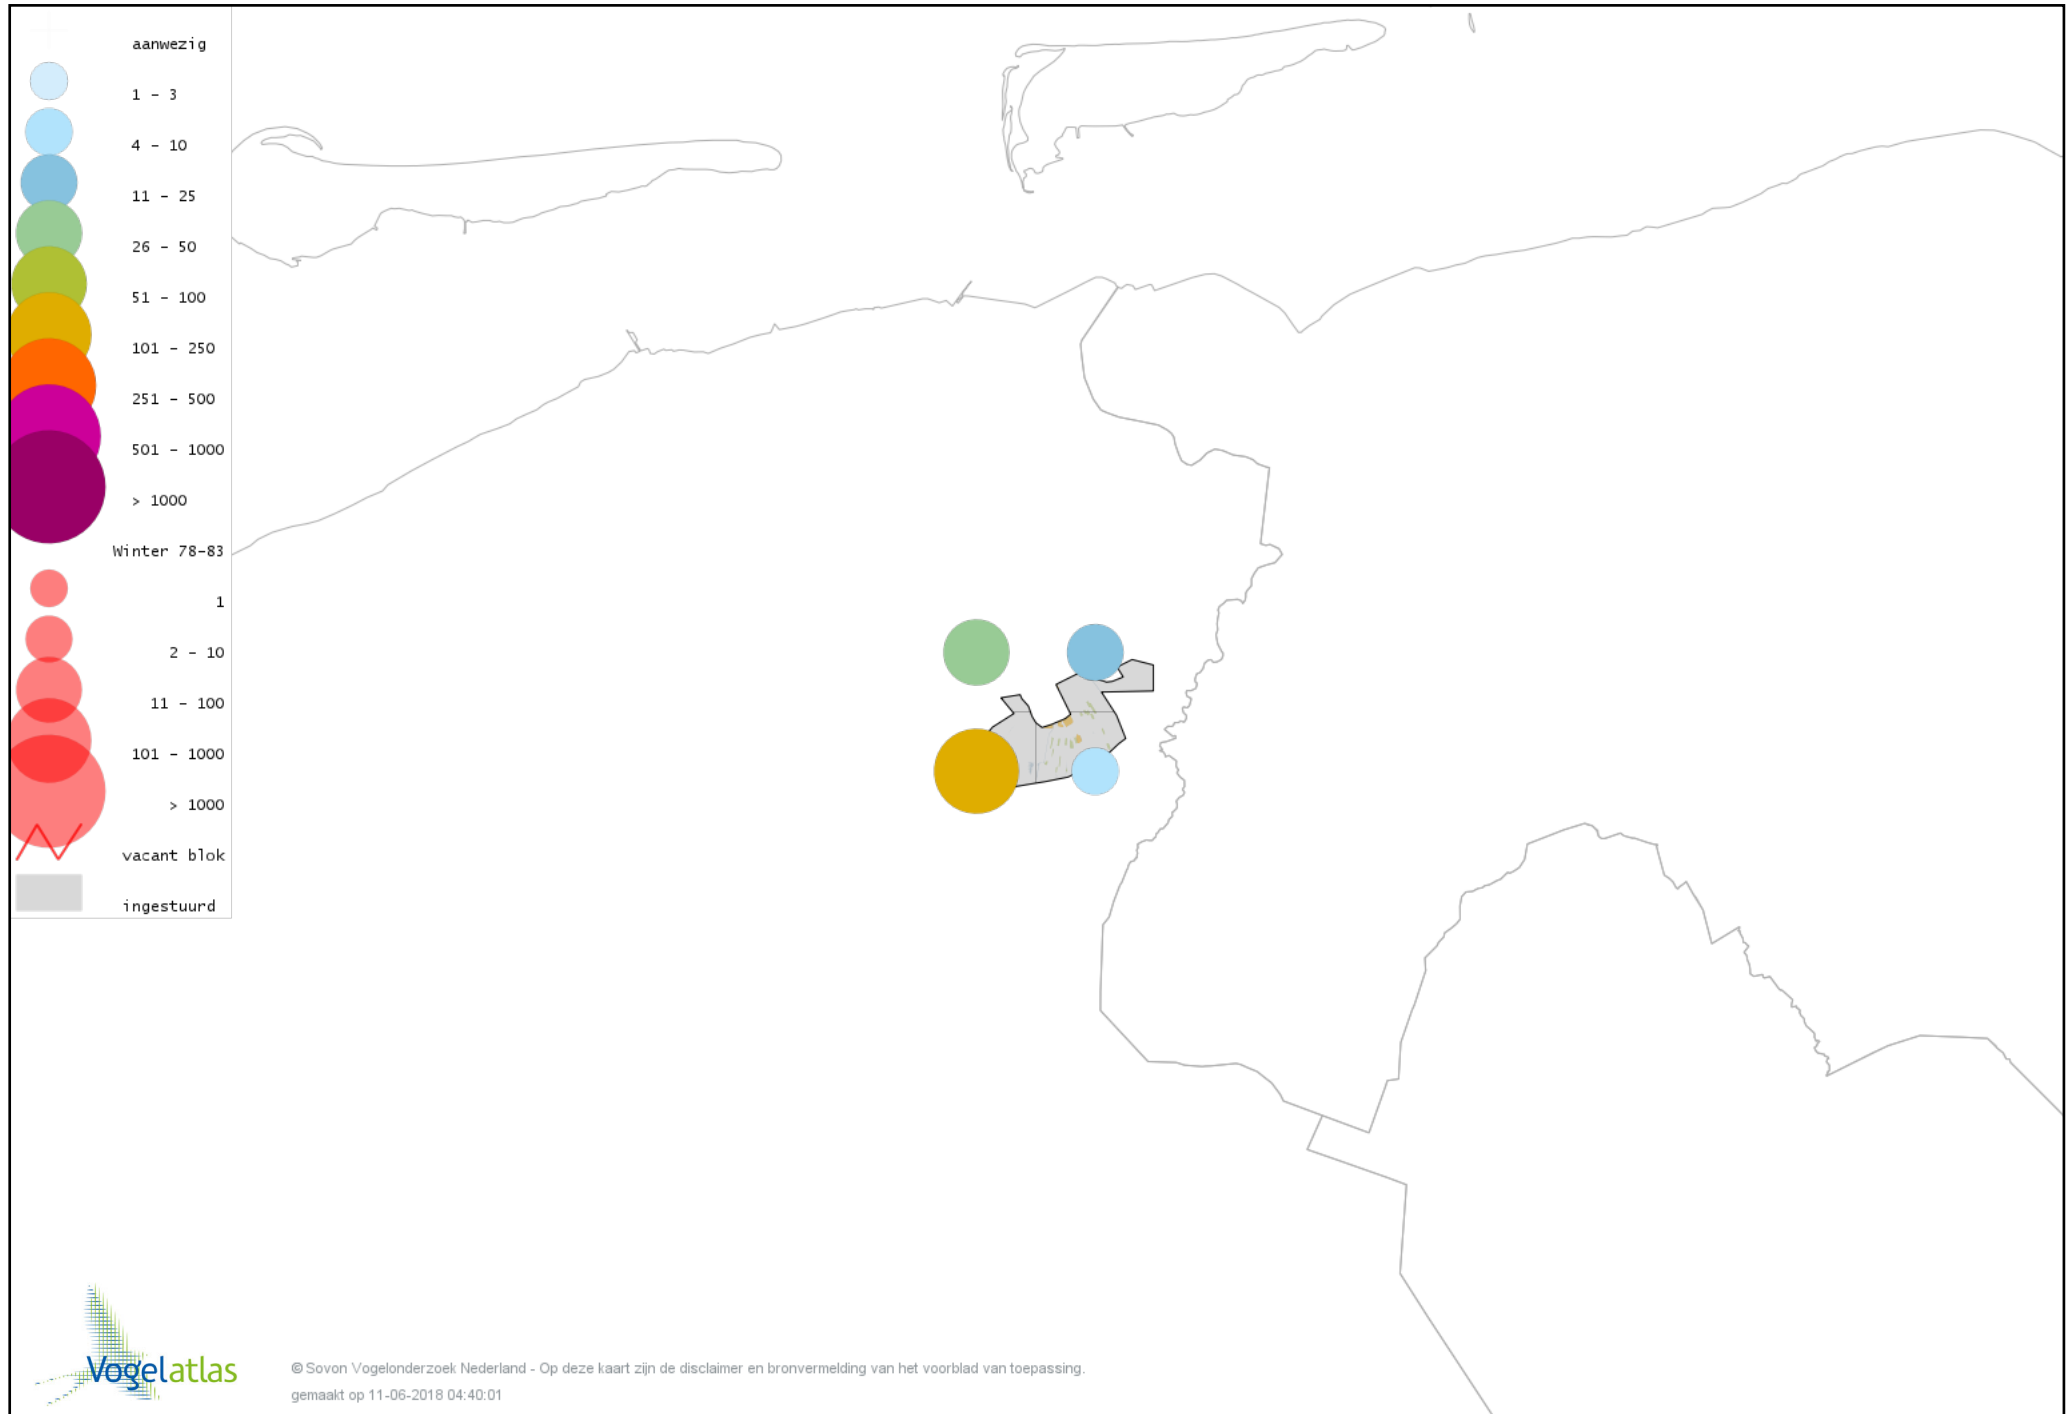 aanwezig
1 - 3
4 - 10
11 - 25
26 - 50
51 - 100
101 - 250
251 - 500
501 - 1000
> 1000
Winter 78-83
1
2 - 10
11 - 100
101 - 1000
> 1000
vacant blok
ingestuurd
Vogelatlas
© Sovon Vogelonderzoek Nederland - Op deze kaart zijn de disclaimer en bronvermelding van het voorblad van toepassing.
gemaakt op 11-06-2018 04:40:01